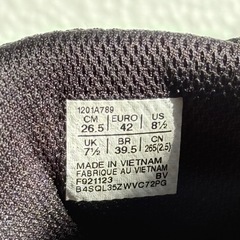 1201A789
CM EURO US
26.5 42 8½
UK BR CN
7½ 39.5 265(2.5)
MADE IN VIETNAM
FABRIQUE AU VIETNAM
F921123 BV
B4SQL35ZWVC72PG